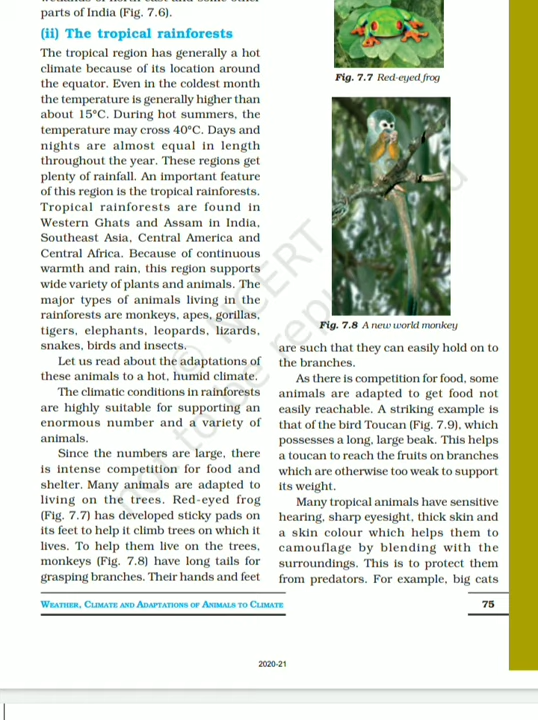 parts of India (Fig. 7.6).
(ii) The tropical rainforests
The tropical region has generally a hot
climate because of its location around
the equator. Even in the coldest month
the temperature is generally higher than
about 15°C. During hot summers, the
temperature may cross 40°C. Days and
nights are almost equal in length
throughout the year. These regions get
plenty of rainfall. An important feature
of this region is the tropical rainforests.
Tropical rainforests are found in
Western Ghats and Assam in India,
Southeast Asia, Central America and
Central Africa. Because of continuous
warmth and rain, this region supports
wide variety of plants and animals. The
major types of animals living in the
rainforests are monkeys, apes, gorillas,
tigers, elephants, leopards, lizards,
snakes, birds and insects.
Let us read about the adaptations of
these animals to a hot, humid climate.
The climatic conditions in rainforests
are highly suitable for supporting an
enormous number and a variety of
animals.
Since the numbers are large, there
is intense competition for food and
shelter. Many animals are adapted to
living on the trees. Red-eyed frog
(Fig. 7.7) has developed sticky pads on
its feet to help it climb trees on which it
lives. To help them live on the trees,
monkeys (Fig. 7.8) have long tails for
grasping branches. Their hands and feet
Fig. 7.7 Red-eyed frog
Fig. 7.8 A new world monkey
are such that they can easily hold on to
the branches.
As there is competition for food, some
animals are adapted to get food not
easily reachable. A striking example is
that of the bird Toucan (Fig. 7.9), which
possesses a long, large beak. This helps
a toucan to reach the fruits on branches
which are otherwise too weak to support
its weight.
Many tropical animals have sensitive
hearing, sharp eyesight, thick skin and
a skin colour which helps them to
camouflage by blending with the
surroundings. This is to protect them
from predators. For example, big cats
WEATHER, CLIMATE AND ADAPTATIONS OF ANIMALS TO CLIMATE
75
2020-21
© NCERT
not to be republished